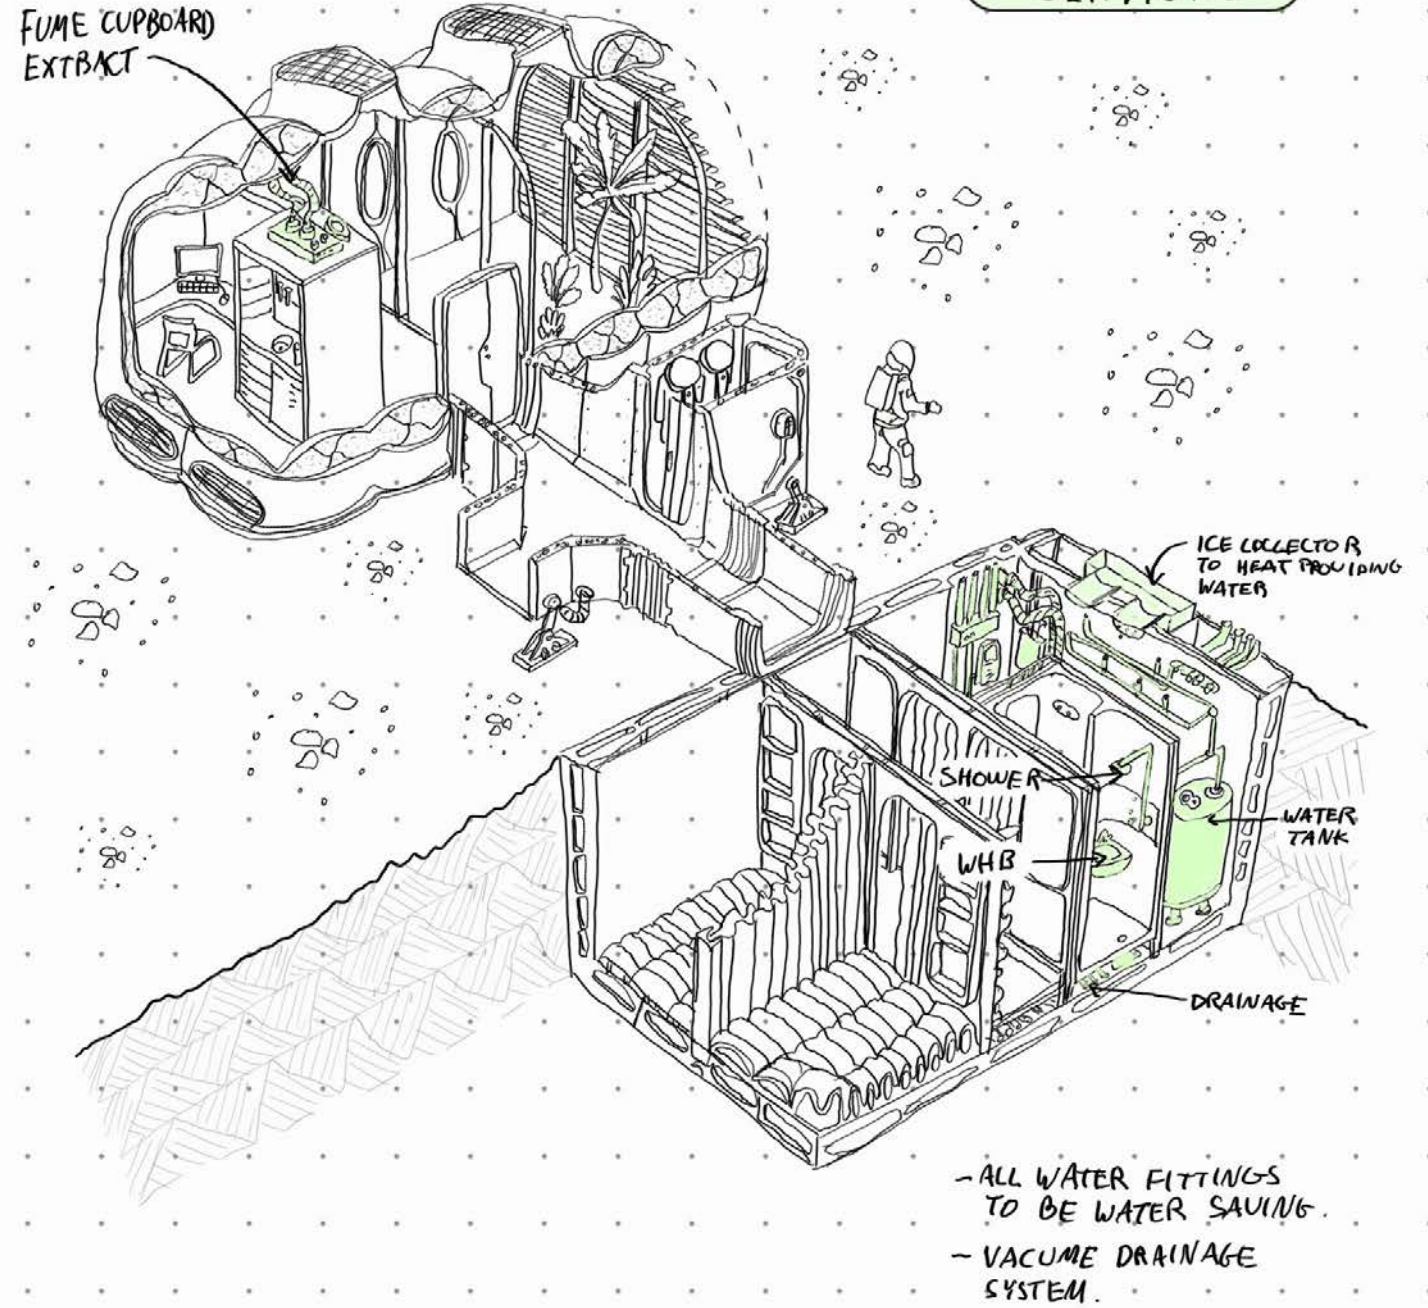 FUME CUPBOARD
EXTRACT
ICE COLLECTOR
TO HEAT PROVIDING
WATER
SHOWER
WHB
WATER
TANK
DRAINAGE
- ALL WATER FITTINGS
TO BE WATER SAVING.
- VACUME DRAINAGE
SYSTEM.